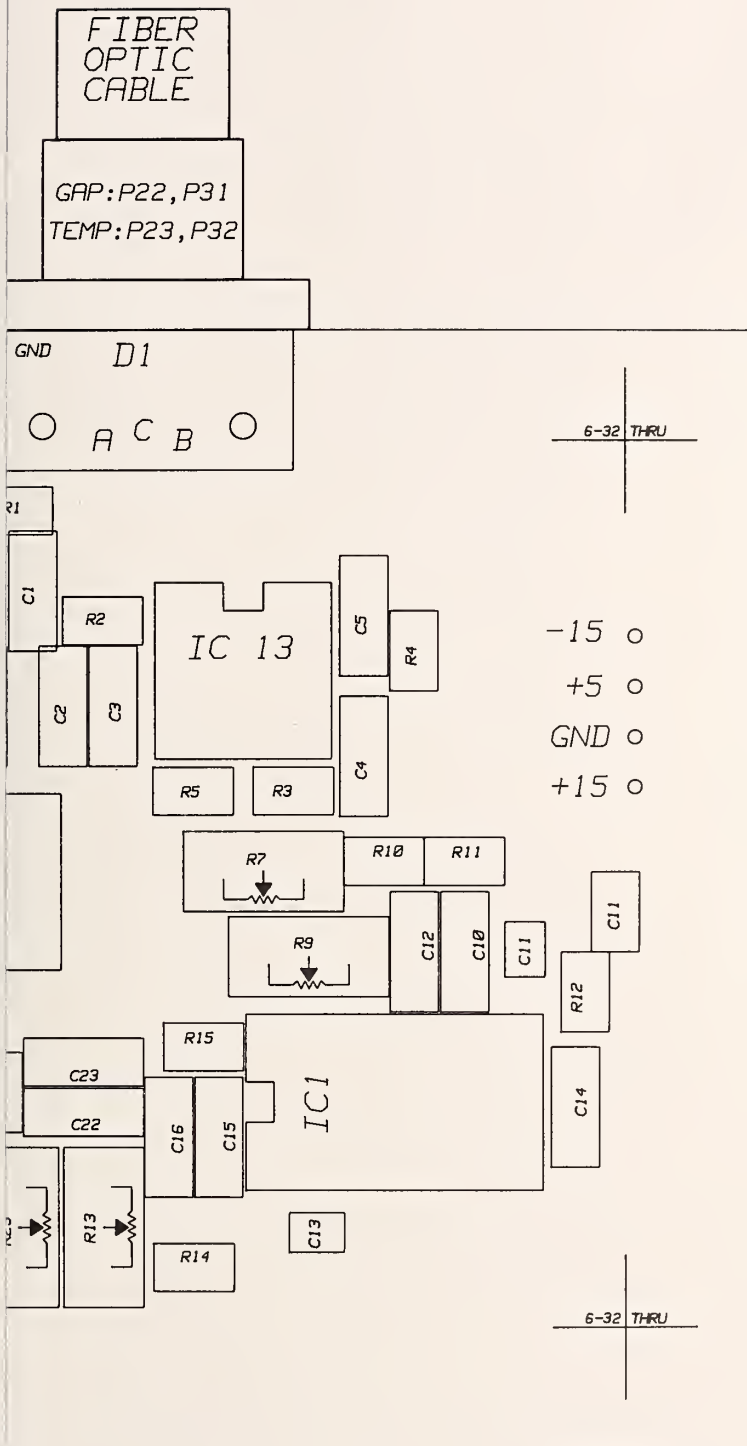 FIBER
OPTIC
CABLE
GAP:P22,P31
TEMP:P23,P32
GND
D1
A C B
6-32 THRU
R1
C1
R2
IC 13
C5
R4
-15
+5
GND
+15
C2
C3
C4
R5
R3
R7
R10
R11
R9
C12
C10
C11
C11
R12
R15
C23
C22
C16
C15
IC1
C14
R13
C13
R14
6-32 THRU